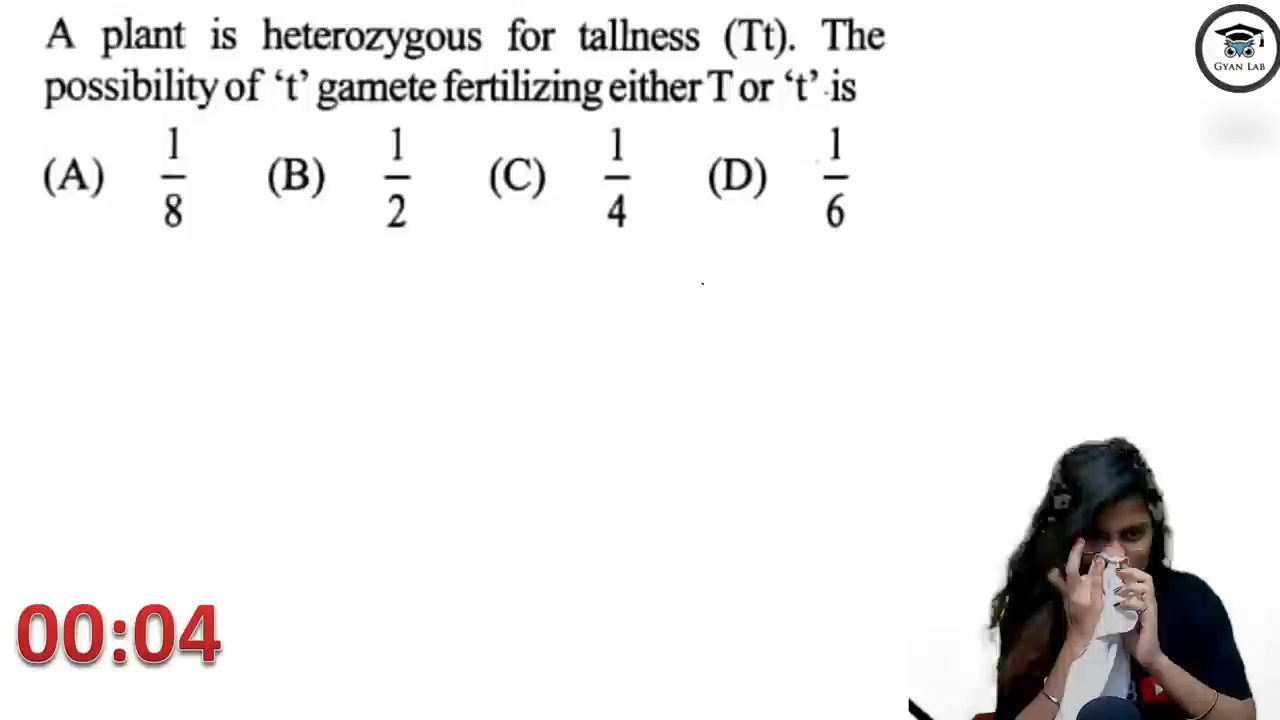 A plant is heterozygous for tallness (Tt). The
possibility of ‘t’ gamete fertilizing either T or ‘t’ is
(A) 1/8 (B) 1/2 (C) 1/4 (D) 1/6
GYAN LAB
00:04